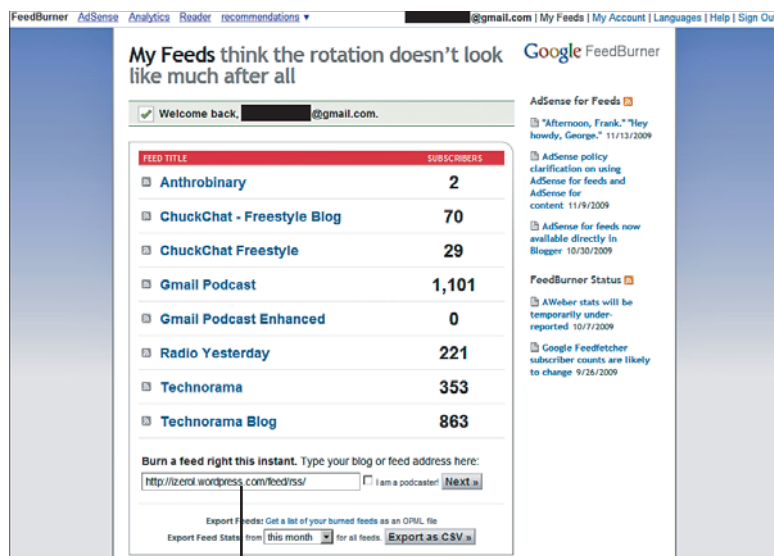 FeedBurner AdSense Analytics Reader recommendations ▼ @gmail.com | My Feeds | My Account | Languages | Help | Sign Ou
My Feeds think the rotation doesn't look
like much after all
Google FeedBurner
Welcome back, @gmail.com.
FEED TITLE SUBSCRIBERS
Anthrobinary 2
ChuckChat - Freestyle Blog 70
ChuckChat Freestyle 29
Gmail Podcast 1,101
Gmail Podcast Enhanced 0
Radio Yesterday 221
Technorama 353
Technorama Blog 863
Burn a feed right this instant. Type your blog or feed address here:
http://izerol.wordpress.com/feed/rss/ I am a podcaster! Next »
Export Feeds: Get a list of your burned feeds as an OPML file
Export Feed Stats from this month for all feeds. Export as CSV »
AdSense for Feeds
"Afternoon, Frank." "Hey
howdy, George." 11/13/2009
AdSense policy
clarification on using
AdSense for feeds and
AdSense for
content 11/9/2009
AdSense for feeds now
available directly in
Blogger 10/30/2009
FeedBurner Status
AWeber stats will be
temporarily under-
reported 10/7/2009
Google Feedfetcher
subscriber counts are likely
to change 9/26/2009